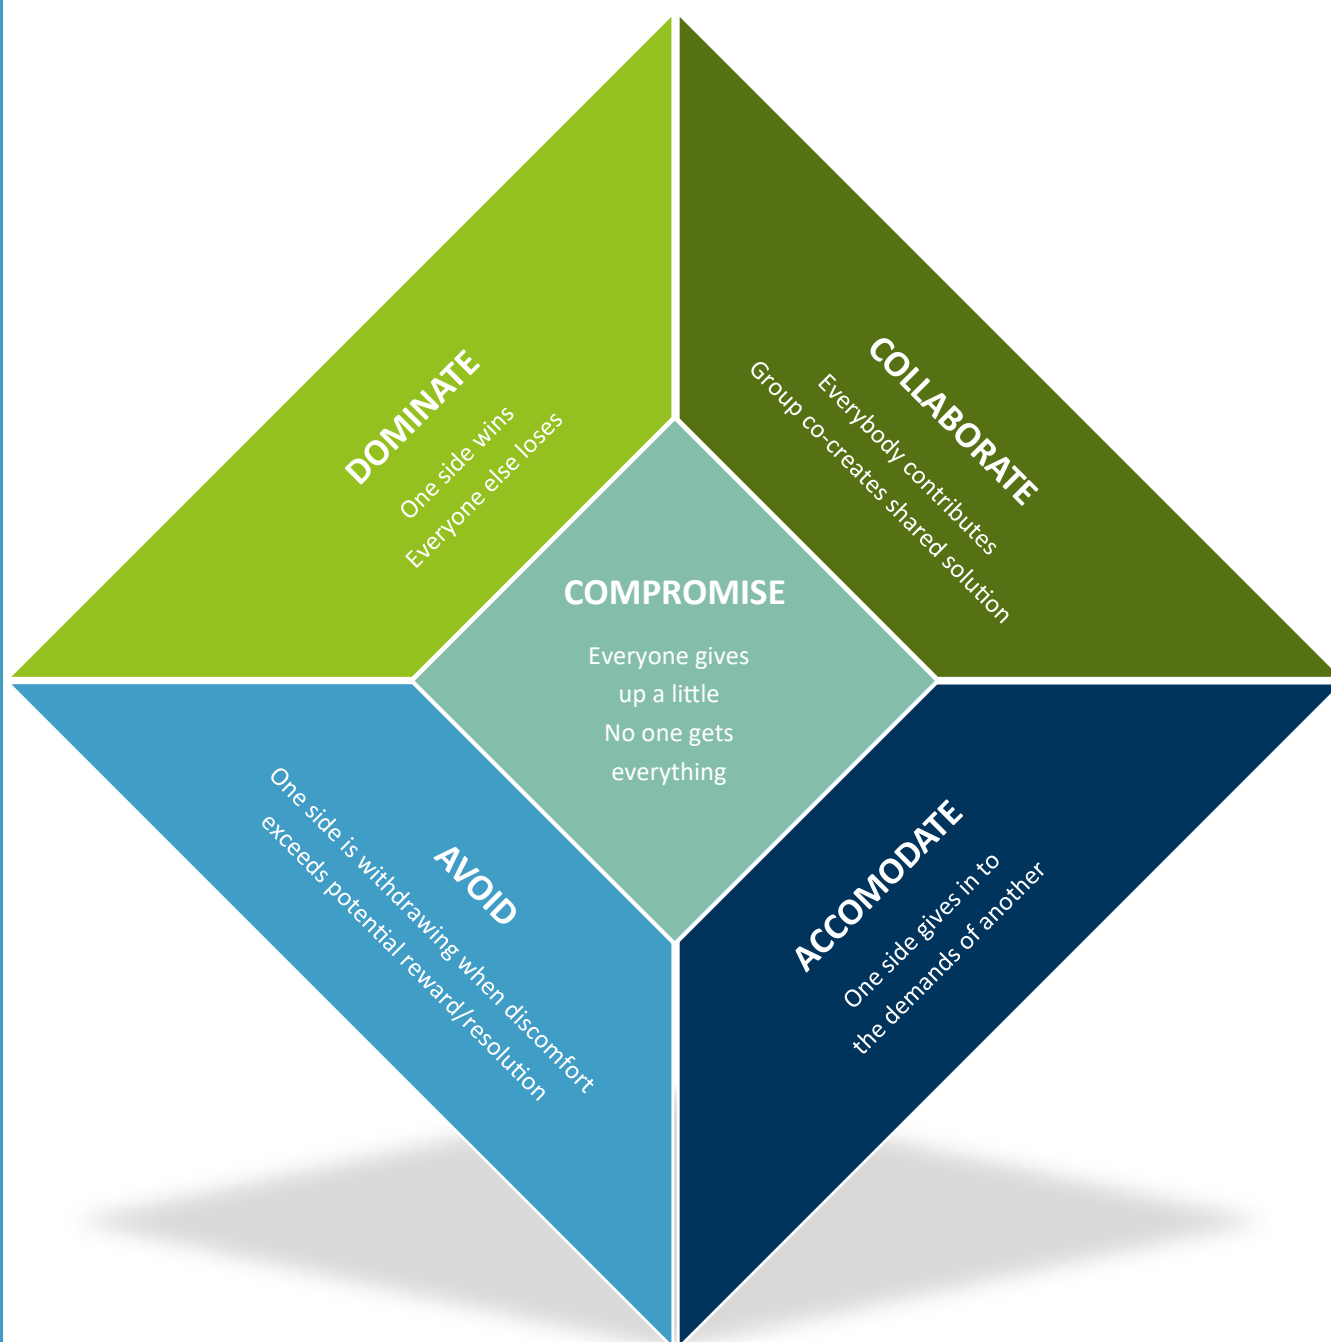 DOMINATE
One side wins
Everyone else loses
COLLABORATE
Everybody contributes
Group co-creates shared solution
COMPROMISE
Everyone gives
up a little
No one gets
everything
AVOID
One side is withdrawing when discomfort
exceeds potential reward/resolution
ACCOMODATE
One side gives in to
the demands of another